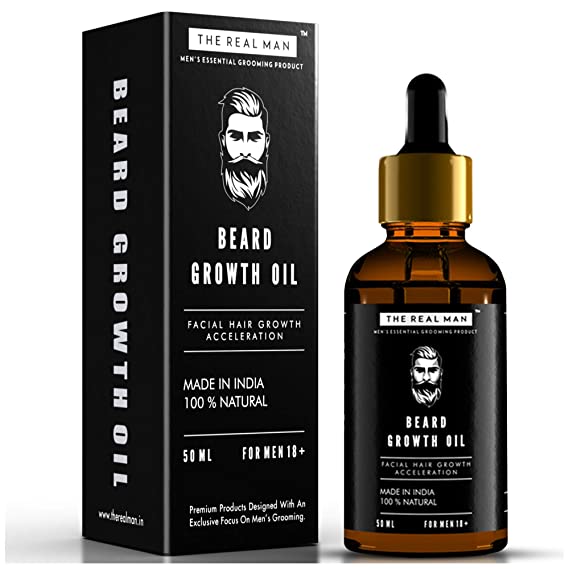 BEARD GROWTH OIL
www.therealman.in
THE REAL MAN™
MEN'S ESSENTIAL GROOMING PRODUCT
BEARD
GROWTH OIL
FACIAL HAIR GROWTH
ACCELERATION
MADE IN INDIA
100 % NATURAL
50 ML FOR MEN 18+
Premium Products Designed With An
Exclusive Focus On Men's Grooming.
THE REAL MAN™
MEN'S ESSENTIAL GROOMING PRODUCT
BEARD
GROWTH OIL
FACIAL HAIR GROWTH
ACCELERATION
MADE IN INDIA
100 % NATURAL
50 ML FOR MEN 18+